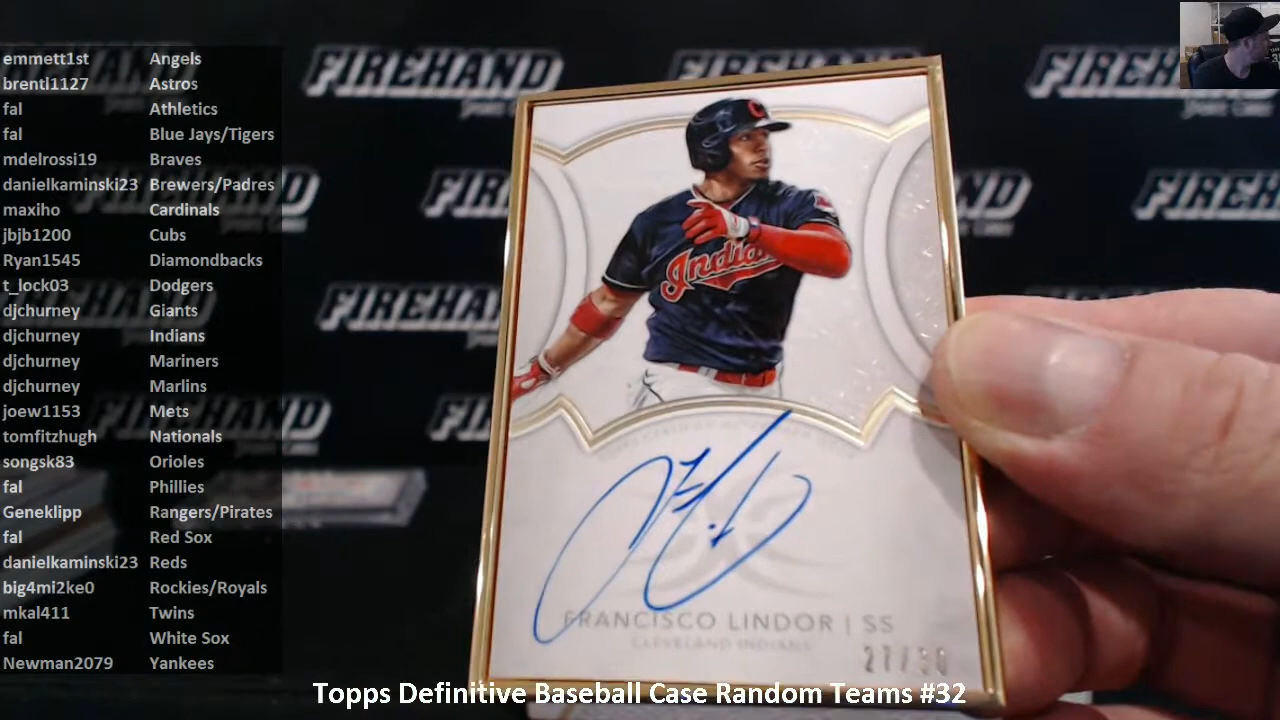 emmett1st Angels
brentl1127 Astros
fal Athletics
fal Blue Jays/Tigers
mdelrossi19 Braves
danielkaminski23 Brewers/Padres
maxiho Cardinals
jbjb1200 Cubs
Ryan1545 Diamondbacks
t_lock03 Dodgers
djchurney Giants
djchurney Indians
djchurney Mariners
djchurney Marlins
joew1153 Mets
tomfitzhugh Nationals
songsk83 Orioles
fal Phillies
Geneklipp Rangers/Pirates
fal Red Sox
danielkaminski23 Reds
big4mi2ke0 Rockies/Royals
mkal411 Twins
fal White Sox
Newman2079 Yankees
FIREHAND
FIREHAND
FIREHAND
FIREHAND
C
Indians
FRANCISCO LINDOR | SS
CLEVELAND INDIANS
Topps Definitive Baseball Case Random Teams #32